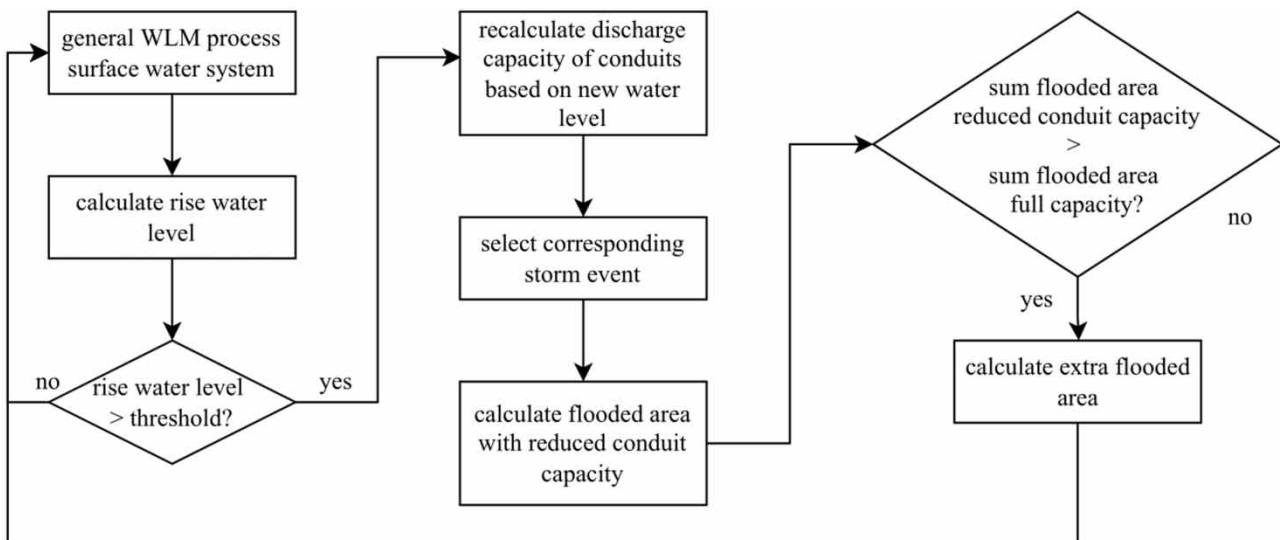 general WLM process
surface water system
calculate rise water
level
no
rise water level
> threshold?
yes
recalculate discharge
capacity of conduits
based on new water
level
select corresponding
storm event
calculate flooded area
with reduced conduit
capacity
sum flooded area
reduced conduit capacity
>
sum flooded area
full capacity?
no
yes
calculate extra flooded
area